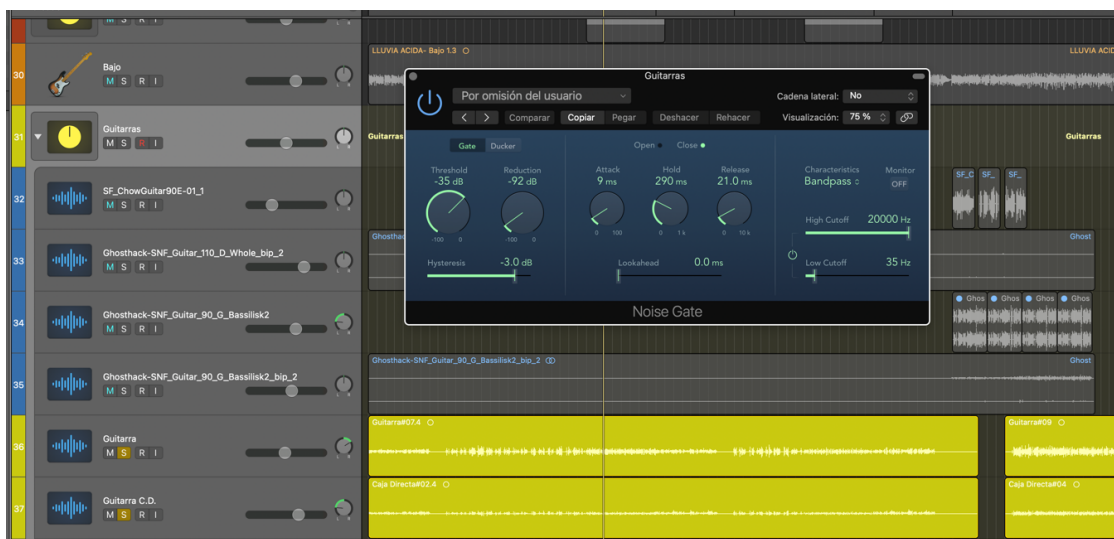 M S R I
LLUVIA ACIDA- Bajo 1.3
LLUVIA ACID
30
Bajo
M S R I
L R
Guitarras
Por omisión del usuario
Cadena lateral: No
Comparar Copiar Pegar Deshacer Rehacer
Visualización: 75 %
31
Guitarras
M S R I
L R
Guitarras
Guitarras
Gate Ducker
Open Close
Threshold Reduction Attack Hold Release
-35 dB -92 dB 9 ms 290 ms 21.0 ms
-100 0 -100 0 0 100 0 1 k 0 10 k
Characteristics Monitor
Bandpass OFF
High Cutoff 20000 Hz
Hysteresis -3.0 dB
Lookahead 0.0 ms
Low Cutoff 35 Hz
Noise Gate
32
SF_ChowGuitar90E-01_1
M S R I
L R
SF_C SF_ SF_
33
Ghosthack-SNF_Guitar_110_D_Whole_bip_2
M S R I
L R
Ghosthac
Ghost
34
Ghosthack-SNF_Guitar_90_G_Bassilisk2
M S R I
L R
Ghos Ghos Ghos Ghos
35
Ghosthack-SNF_Guitar_90_G_Bassilisk2_bip_2
M S R I
L R
Ghosthack-SNF_Guitar_90_G_Bassilisk2_bip_2
Ghost
36
Guitarra
M S R I
L R
Guitarra#07.4
Guitarra#09
37
Guitarra C.D.
M S R I
L R
Caja Directa#02.4
Caja Directa#04